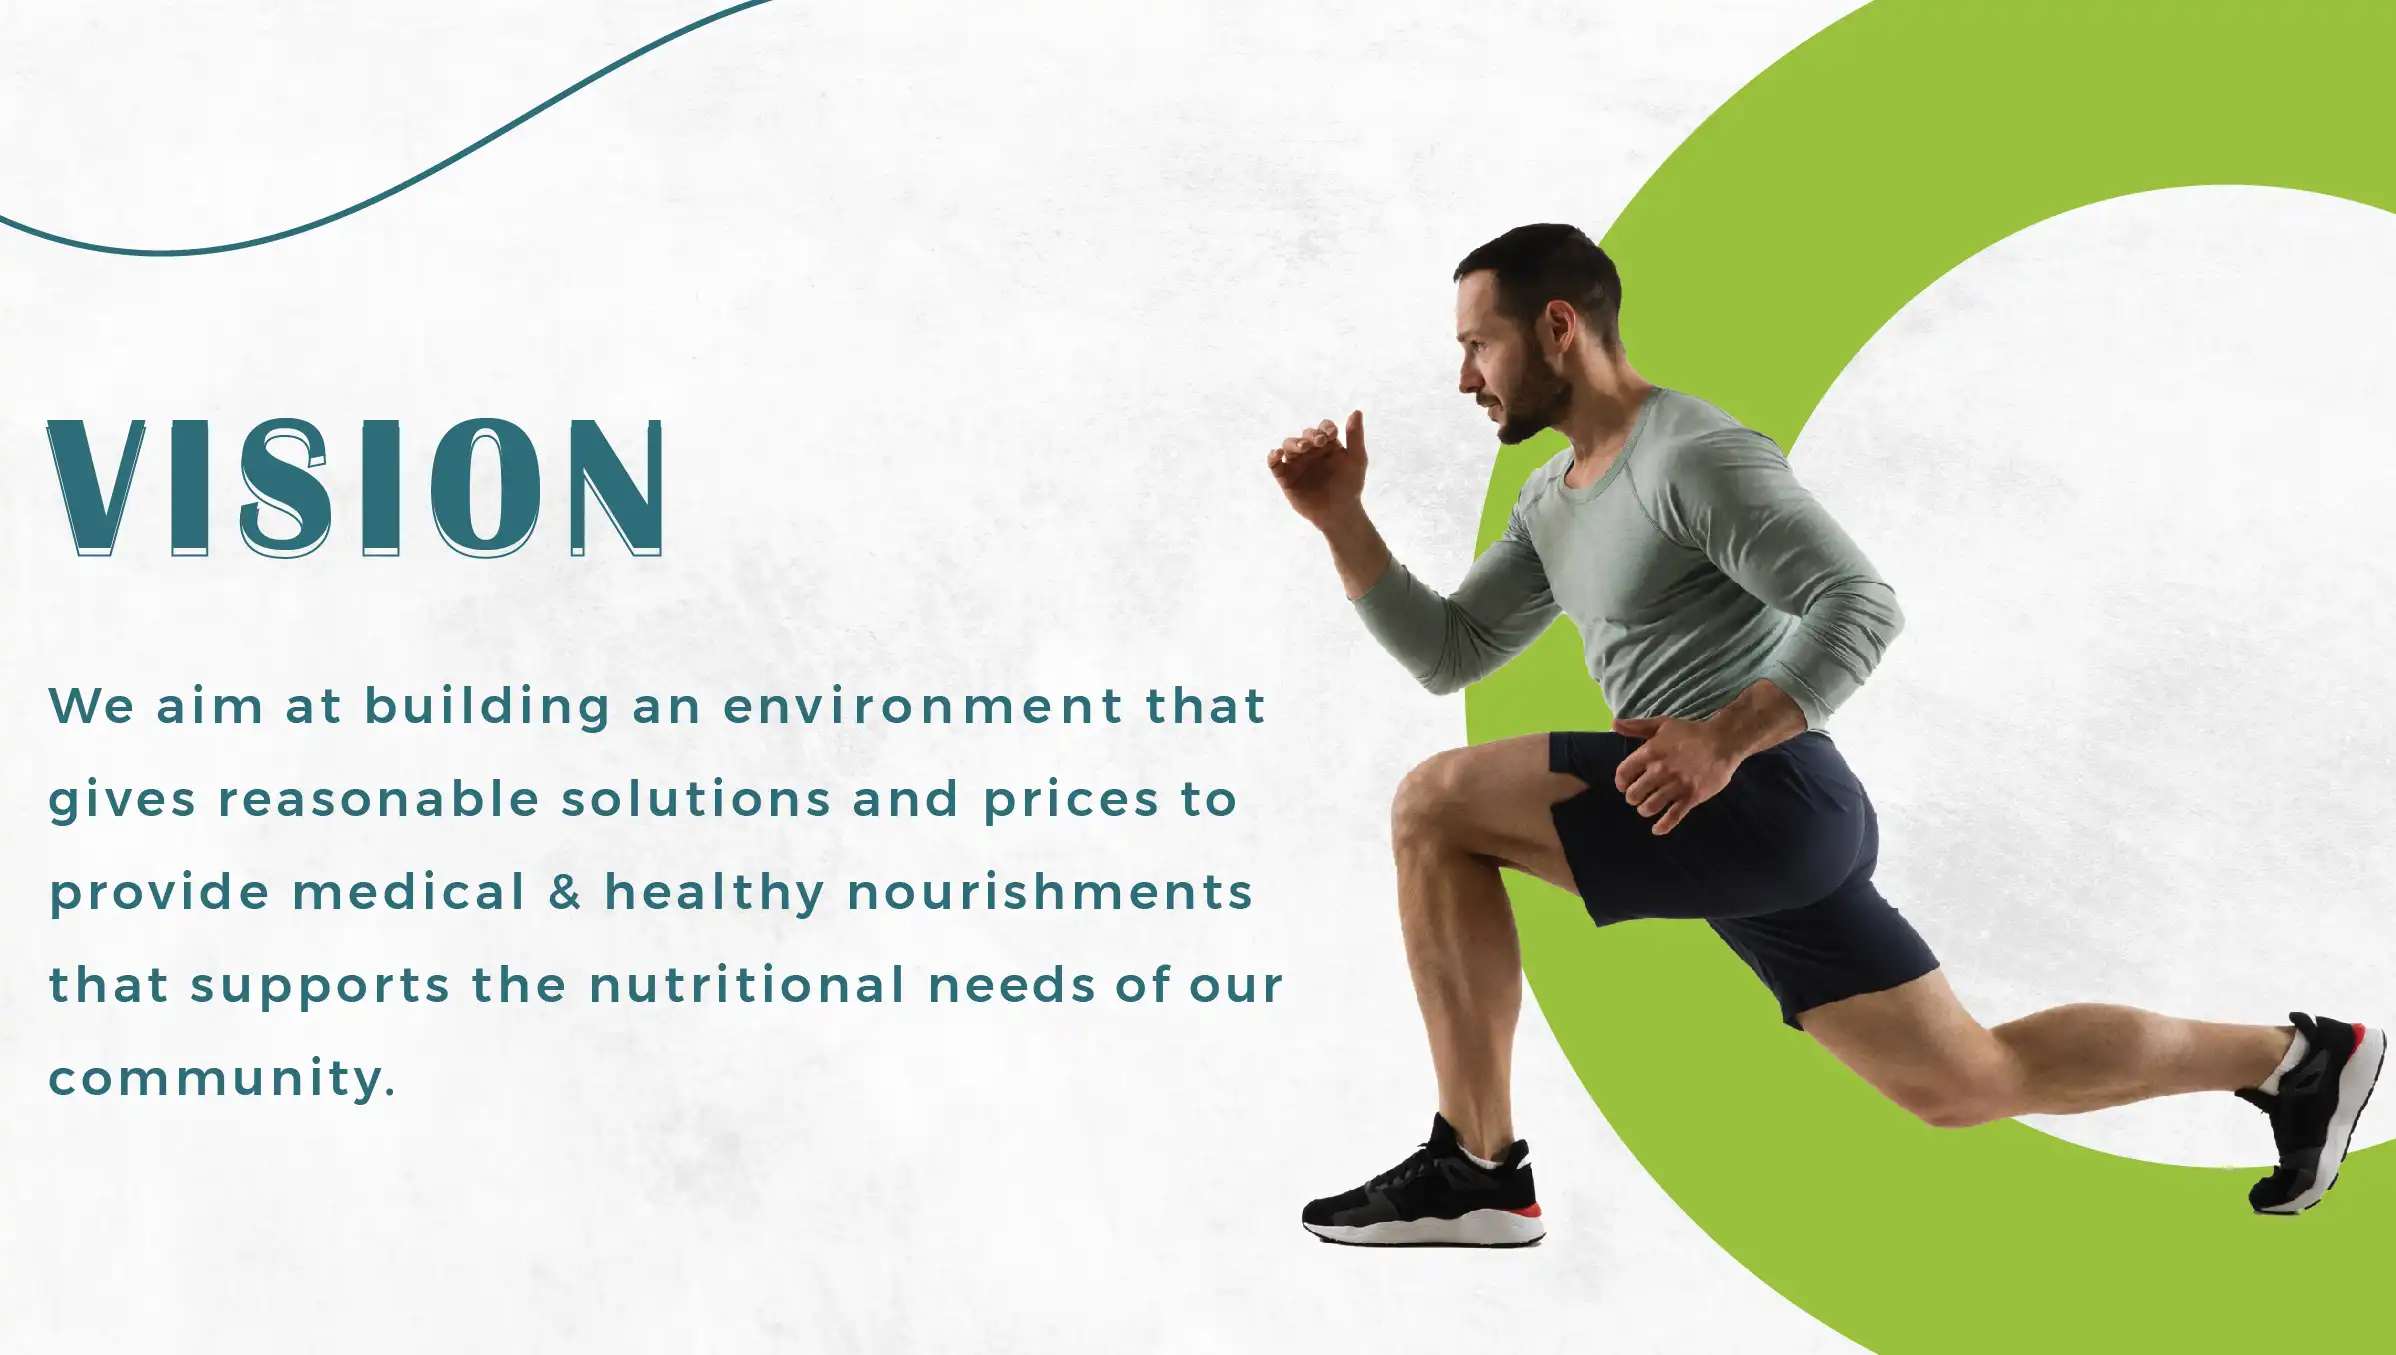 VISION
We aim at building an environment that
gives reasonable solutions and prices to
provide medical & healthy nourishments
that supports the nutritional needs of our
community.